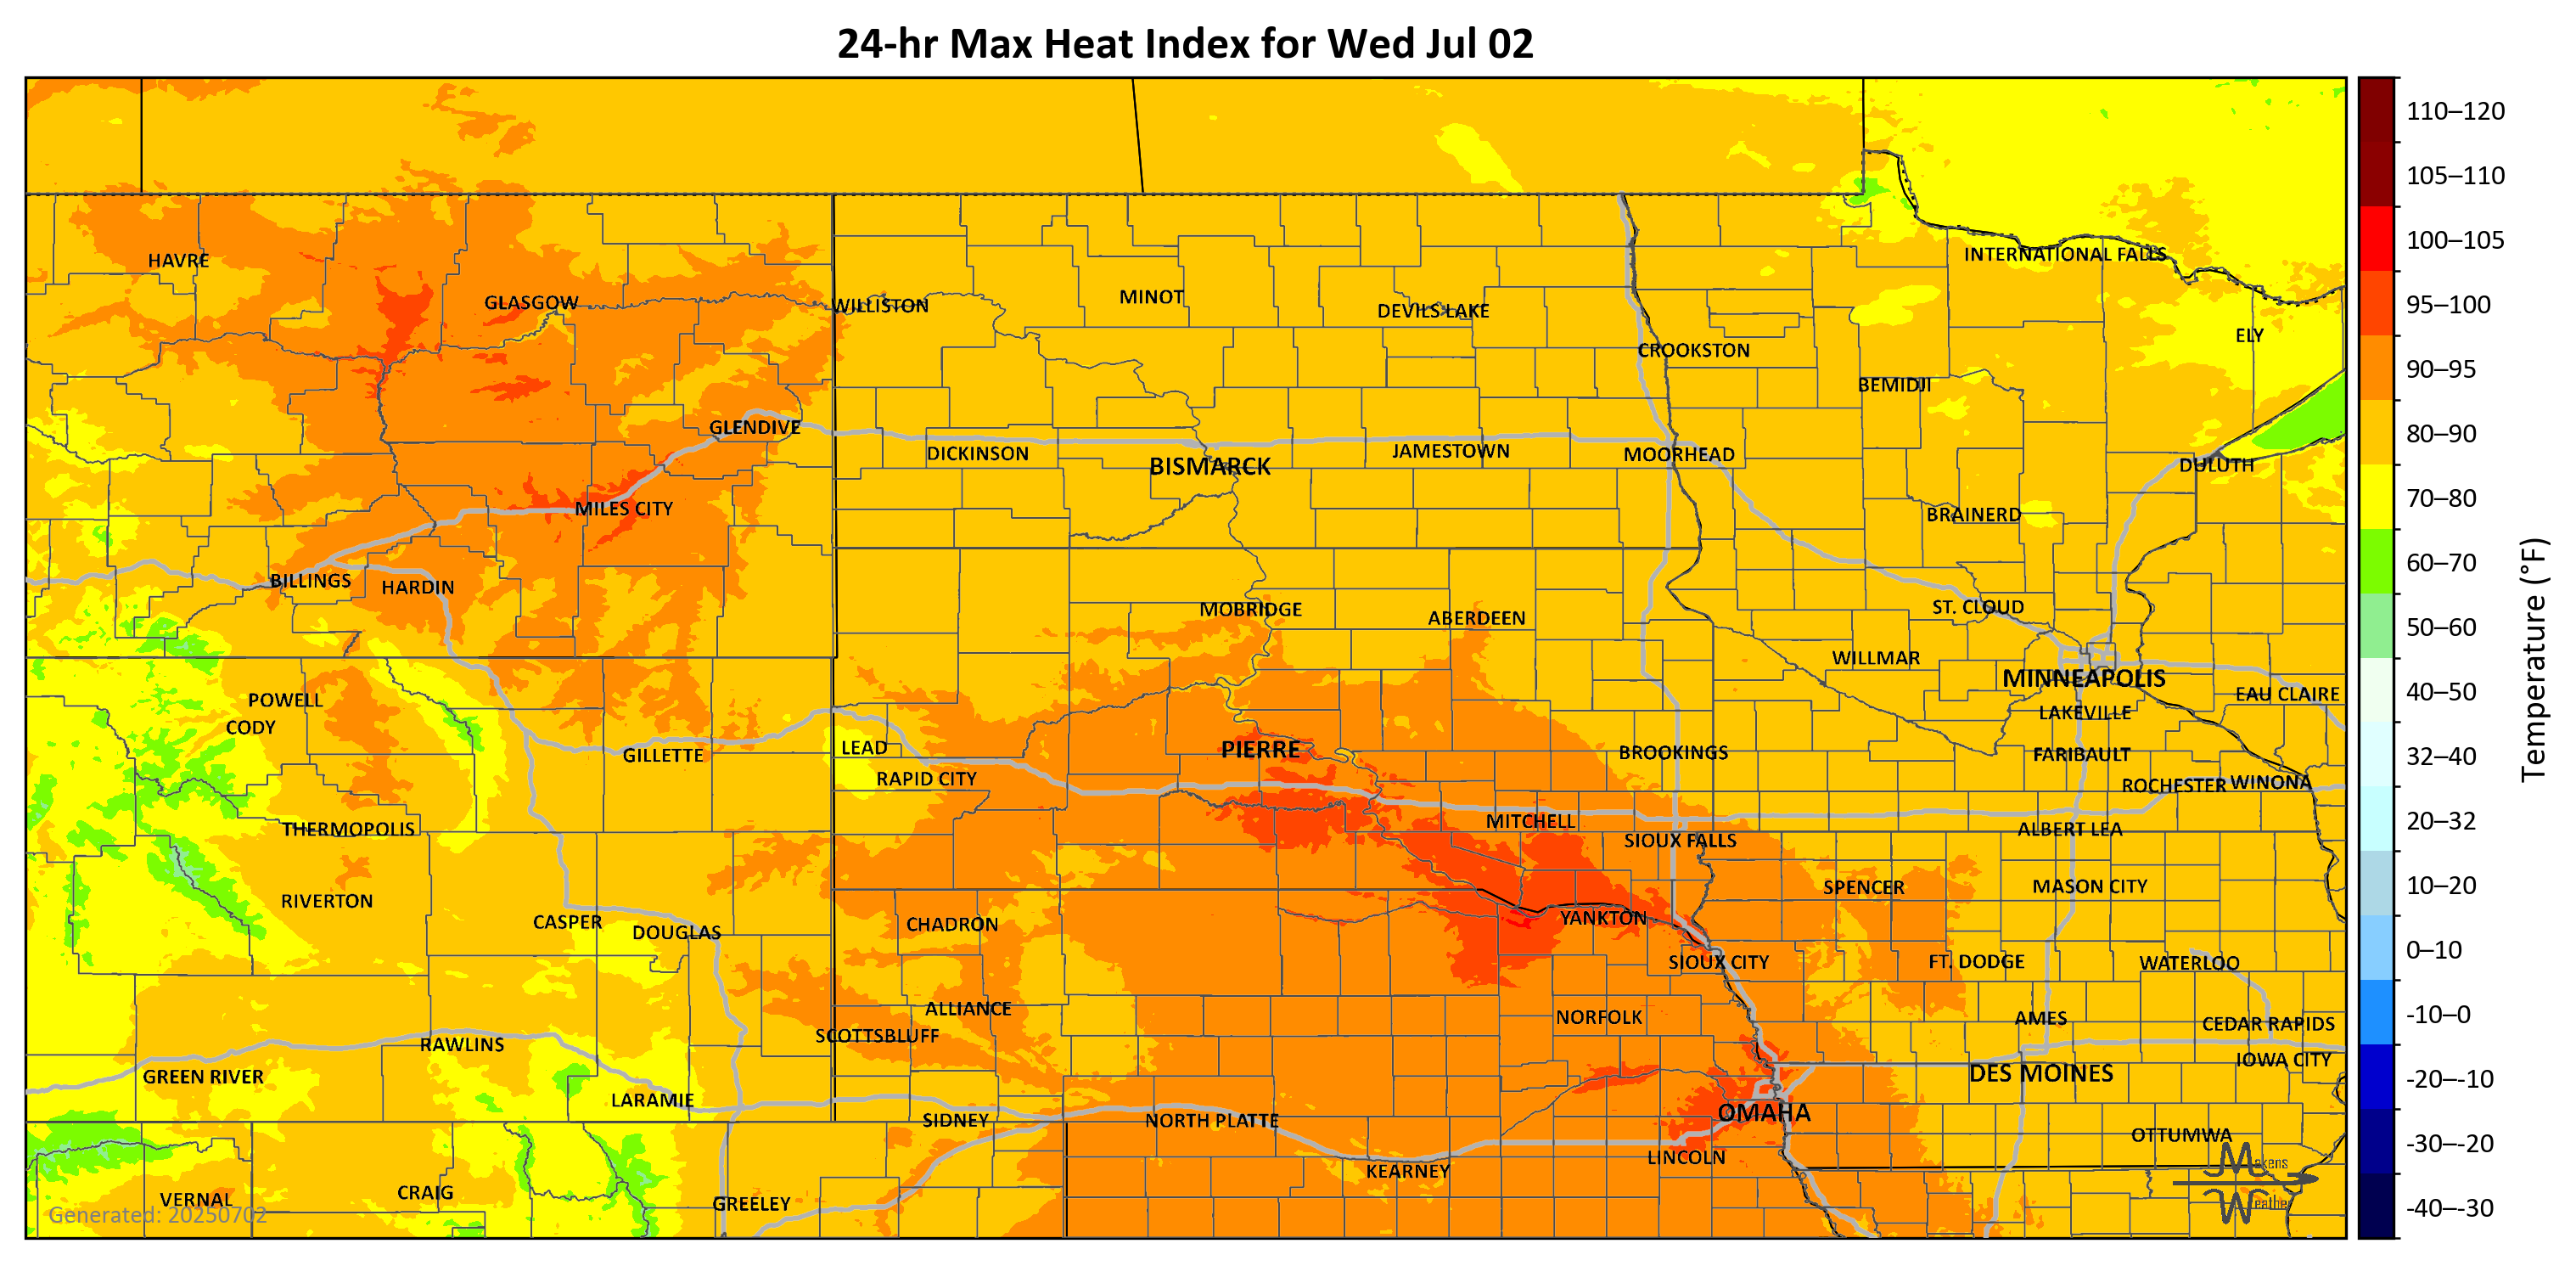 24-hr Max Heat Index for Wed Jul 02
110–120
105–110
100–105
95–100
90–95
80–90
70–80
60–70
50–60
40–50
32–40
20–32
10–20
0–10
-10–0
-20–-10
-30–-20
-40–-30
Temperature (°F)
HAVRE
GLASGOW
WILLISTON
MINOT
DEVILS LAKE
INTERNATIONAL FALLS
ELY
CROOKSTON
BEMIDJI
GLENDIVE
DICKINSON
BISMARCK
JAMESTOWN
MOORHEAD
DULUTH
MILES CITY
BRAINERD
BILLINGS
HARDIN
MOBRIDGE
ABERDEEN
ST. CLOUD
WILLMAR
MINNEAPOLIS
EAU CLAIRE
POWELL
CODY
LAKEVILLE
GILLETTE
LEAD
PIERRE
BROOKINGS
FARIBAULT
RAPID CITY
ROCHESTER
WINONA
THERMOPOLIS
MITCHELL
SIOUX FALLS
ALBERT LEA
RIVERTON
SPENCER
MASON CITY
CASPER
DOUGLAS
CHADRON
YANKTON
SIOUX CITY
FT. DODGE
WATERLOO
ALLIANCE
NORFOLK
AMES
CEDAR RAPIDS
SCOTTSBLUFF
RAWLINS
IOWA CITY
GREEN RIVER
DES MOINES
LARAMIE
SIDNEY
NORTH PLATTE
OMAHA
OTTUMWA
LINCOLN
KEARNEY
VERNAL
CRAIG
GREELEY
Generated: 20250702
Makens
Weather